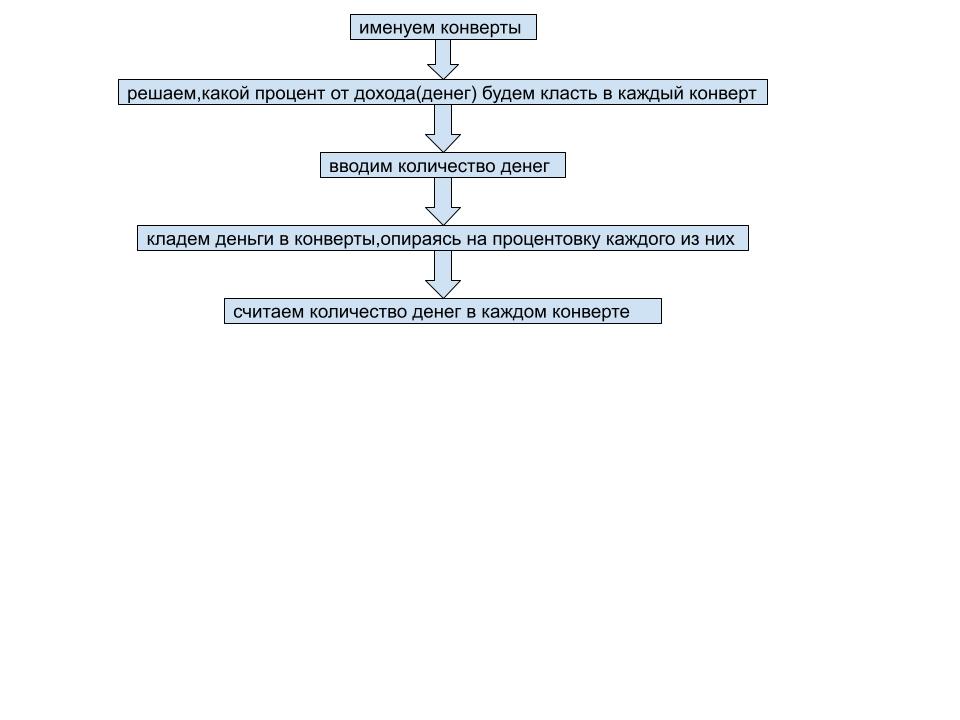 именуем конверты
решаем,какой процент от дохода(денег) будем класть в каждый конверт
вводим количество денег
кладем деньги в конверты,опираясь на процентовку каждого из них
считаем количество денег в каждом конверте